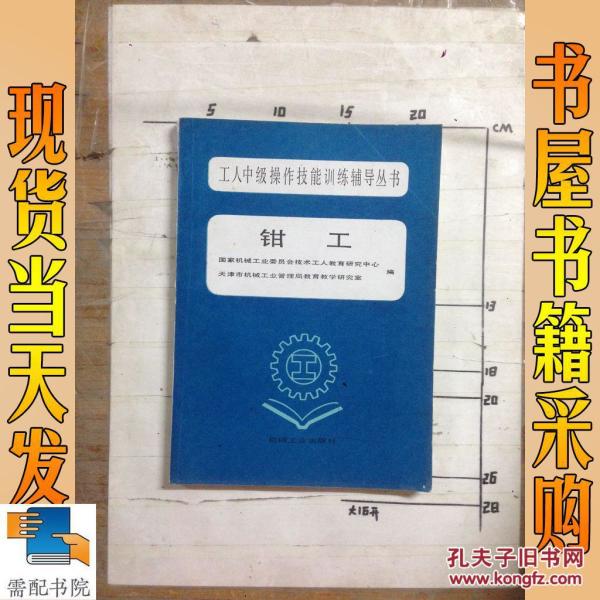 现货当天发
书屋书籍采购
5 10 15 20 CM
工人中级操作技能训练辅导丛书
钳 工
国家机械工业委员会技术工人教育研究中心
天津市机械工业管理局教育教学研究室
编
工
机械工业出版社
13
18
20
26
28
大16开
需配书院
孔夫子旧书网
www.kongfz.com